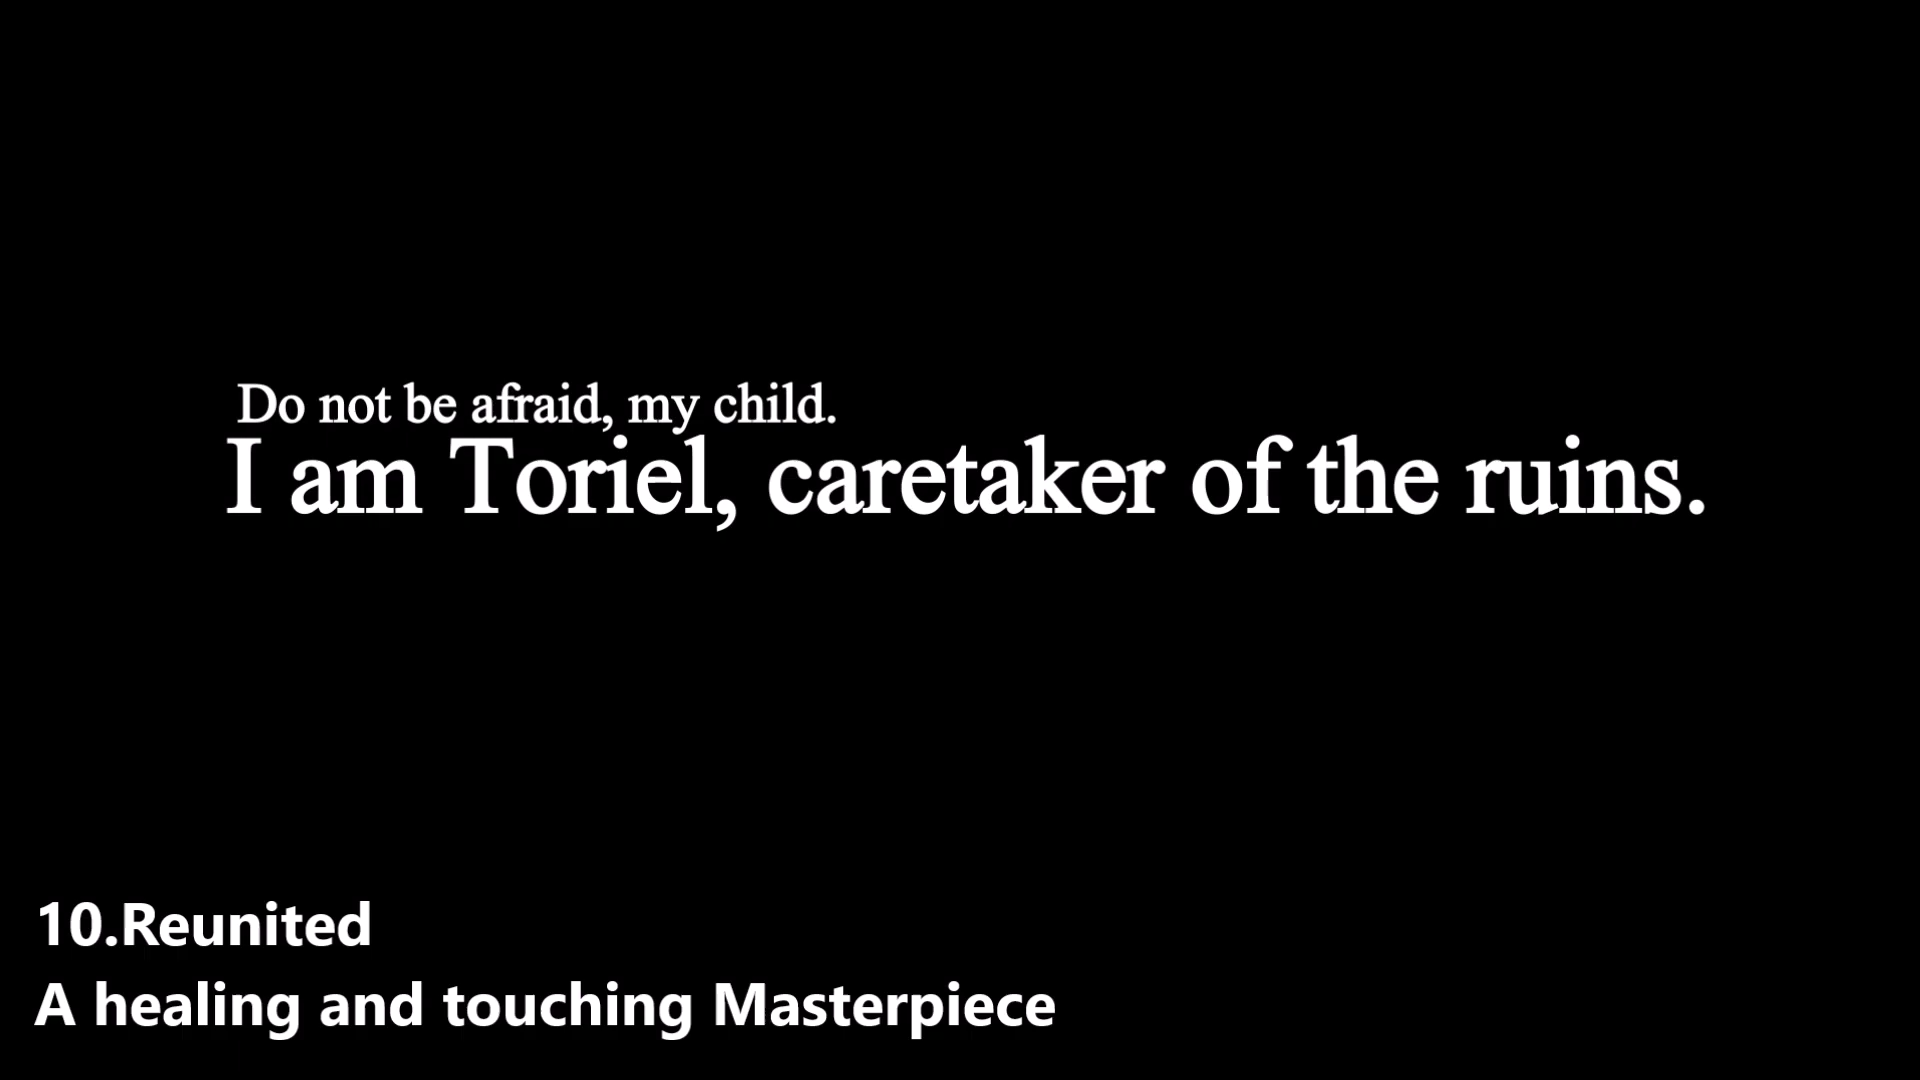 Do not be afraid, my child.
I am Toriel, caretaker of the ruins.
10.Reunited
A healing and touching Masterpiece